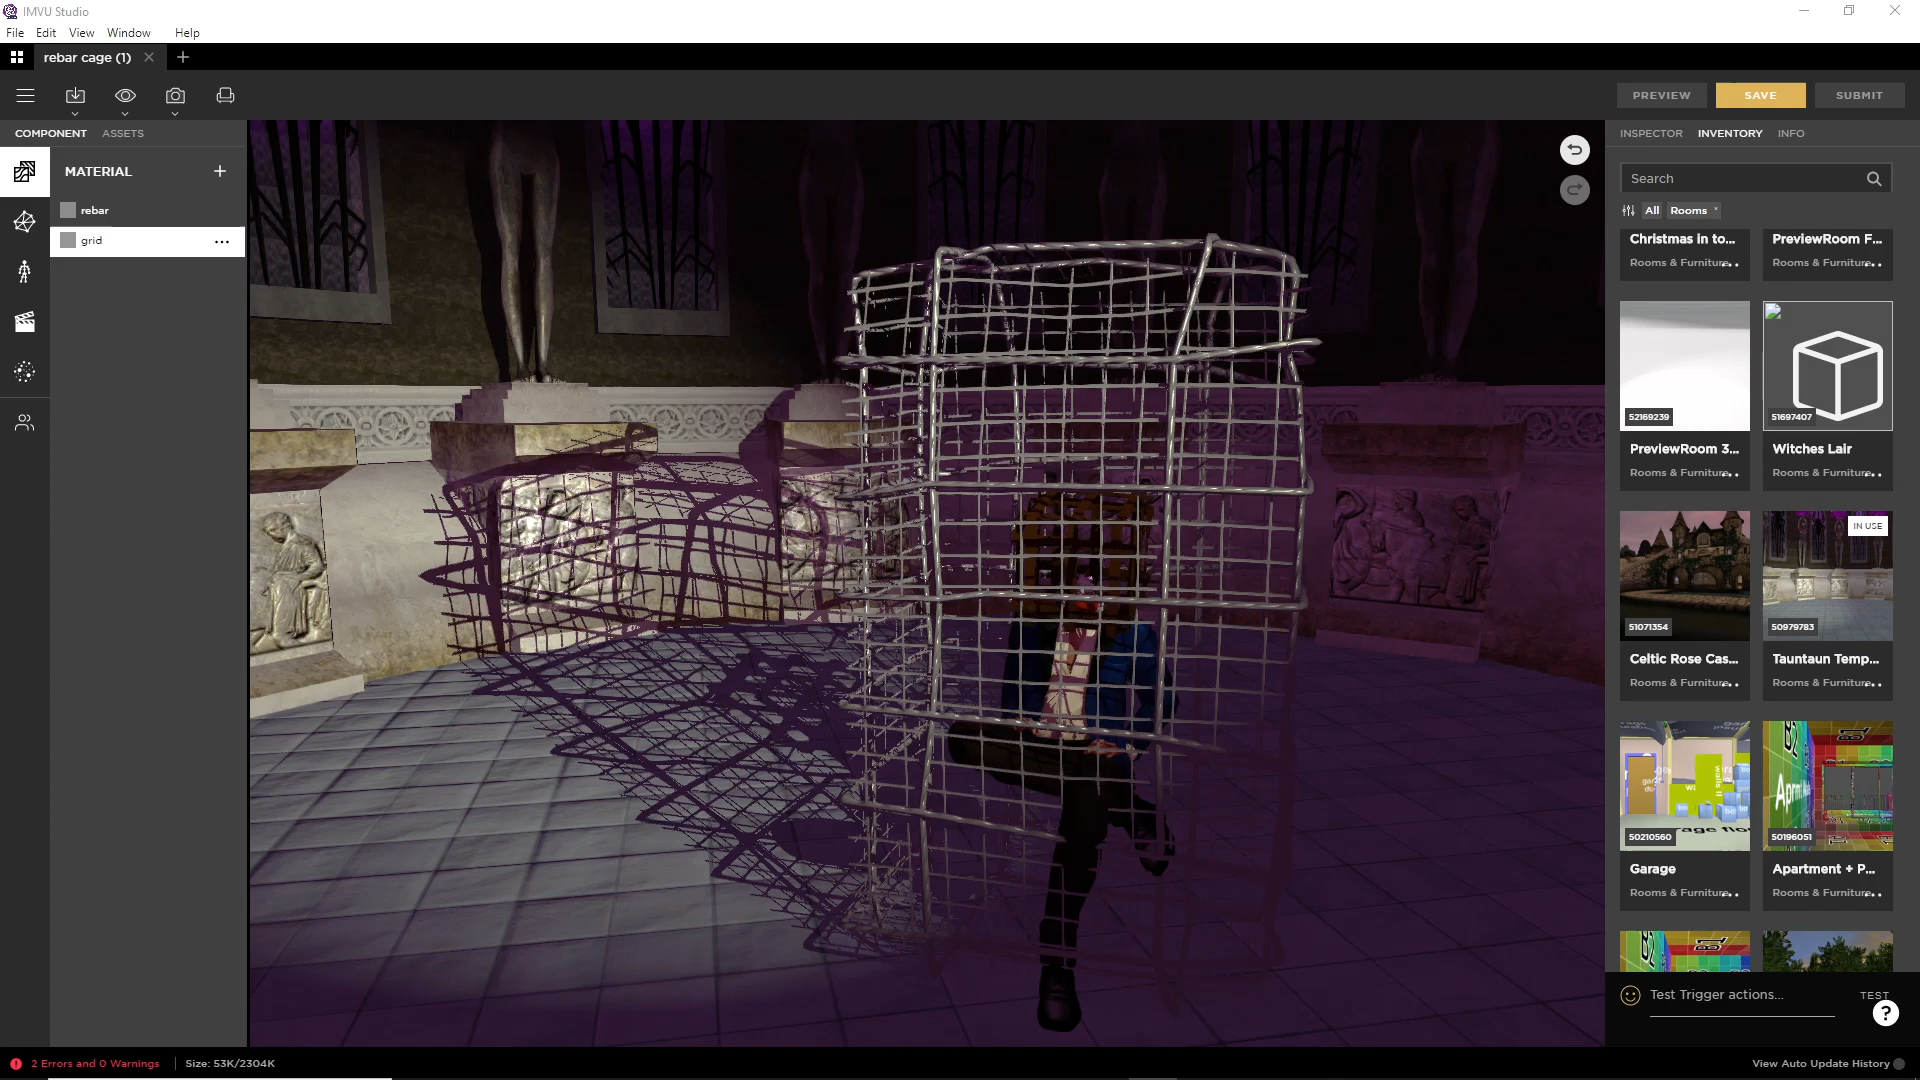 IMVU Studio
File Edit View Window Help
rebar cage (1)
PREVIEW SAVE SUBMIT
COMPONENT ASSETS
INSPECTOR INVENTORY INFO
MATERIAL
rebar
grid
Search
All Rooms
Christmas in to... PreviewRoom F...
Rooms & Furniture... Rooms & Furniture...
52169239 51697407
PreviewRoom 3... Witches Lair
Rooms & Furniture... Rooms & Furniture...
IN USE
51071354 50979783
Celtic Rose Cas... Tauntaun Temp...
Rooms & Furniture... Rooms & Furniture...
50210560 50196051
Garage Apartment + P...
Rooms & Furniture... Rooms & Furniture...
Test Trigger actions... TEST
?
2 Errors and 0 Warnings Size: 53K/2304K
View Auto Update History